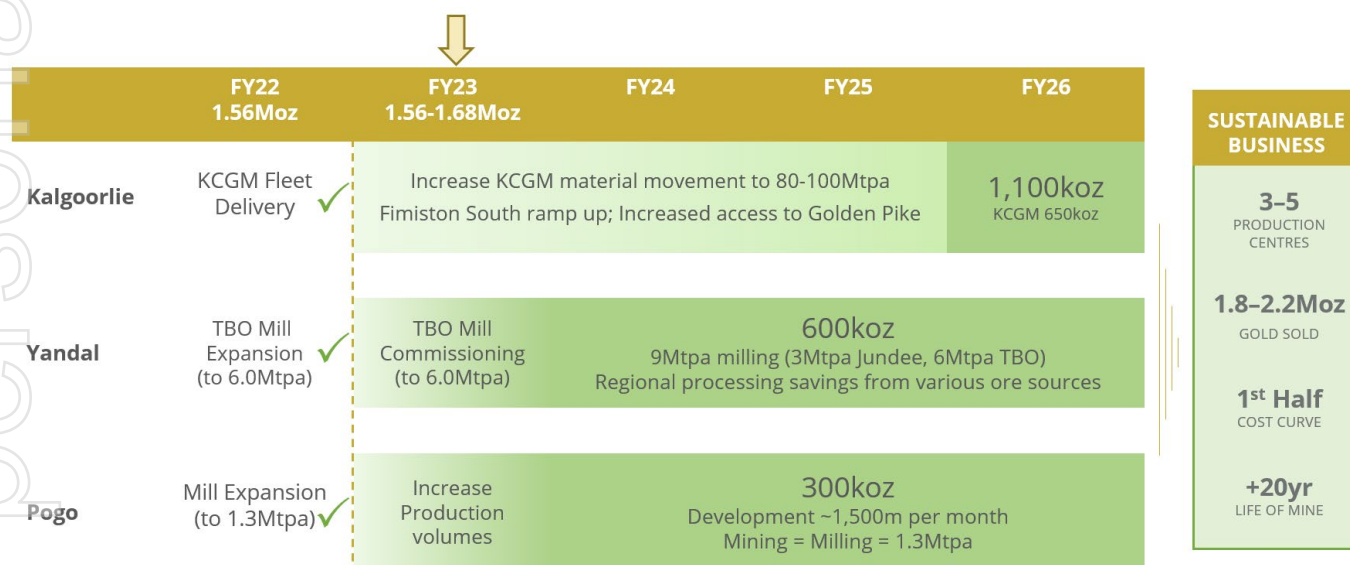 FY22
1.56Moz
FY23
1.56-1.68Moz
FY24
FY25
FY26
Kalgoorlie
KCGM Fleet
Delivery
Increase KCGM material movement to 80-100Mtpa
Fimiston South ramp up; Increased access to Golden Pike
1,100koz
KCGM 650koz
Yandal
TBO Mill
Expansion
(to 6.0Mtpa)
TBO Mill
Commissioning
(to 6.0Mtpa)
600koz
9Mtpa milling (3Mtpa Jundee, 6Mtpa TBO)
Regional processing savings from various ore sources
Pogo
Mill Expansion
(to 1.3Mtpa)
Increase
Production
volumes
300koz
Development ~1,500m per month
Mining = Milling = 1.3Mtpa
SUSTAINABLE
BUSINESS
3–5
PRODUCTION
CENTRES
1.8–2.2Moz
GOLD SOLD
1st Half
COST CURVE
+20yr
LIFE OF MINE